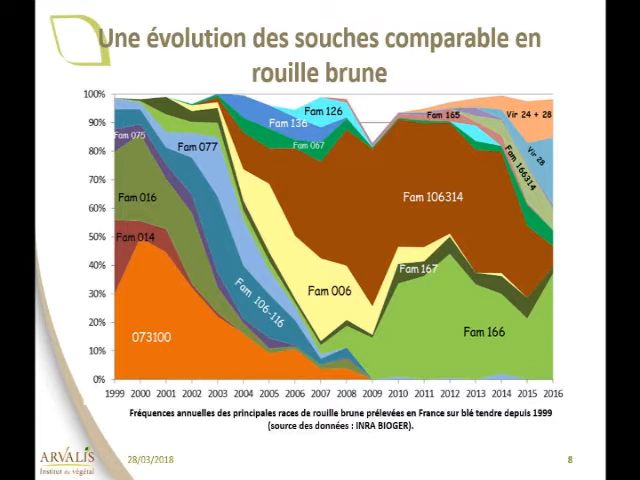 Une évolution des souches comparable en
rouille brune
100%
90%
80%
70%
60%
50%
40%
30%
20%
10%
0%
1999 2000 2001 2002 2003 2004 2005 2006 2007 2008 2009 2010 2011 2012 2013 2014 2015 2016
Fam 075
Fam 016
Fam 014
073100
Fam 077
Fam 106-116
Fam 136
Fam 126
Fam 067
Fam 006
Fam 106314
Fam 167
Fam 166
Fam 165
Fam 166314
Vir 24 + 28
Vir 28
Fréquences annuelles des principales races de rouille brune prélevées en France sur blé tendre depuis 1999
(source des données : INRA BIOGER).
ARVALIS
Institut du végétal
28/03/2018
8